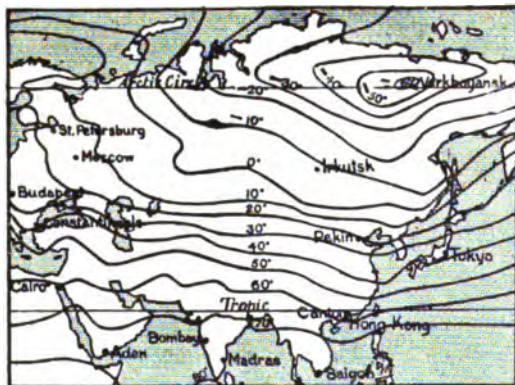 Arctic Circle
-20°
-30°
-40°
-50°
Verkhoyansk
-10°
St. Petersburg
Moscow
0°
Irkutsk
Budapest
10°
20°
Constantinople
30°
Pekin
40°
Tokyo
50°
Cairo
60°
Tropic
Canton
70°
Hong Kong
Bombay
Aden
Madras
Saigon